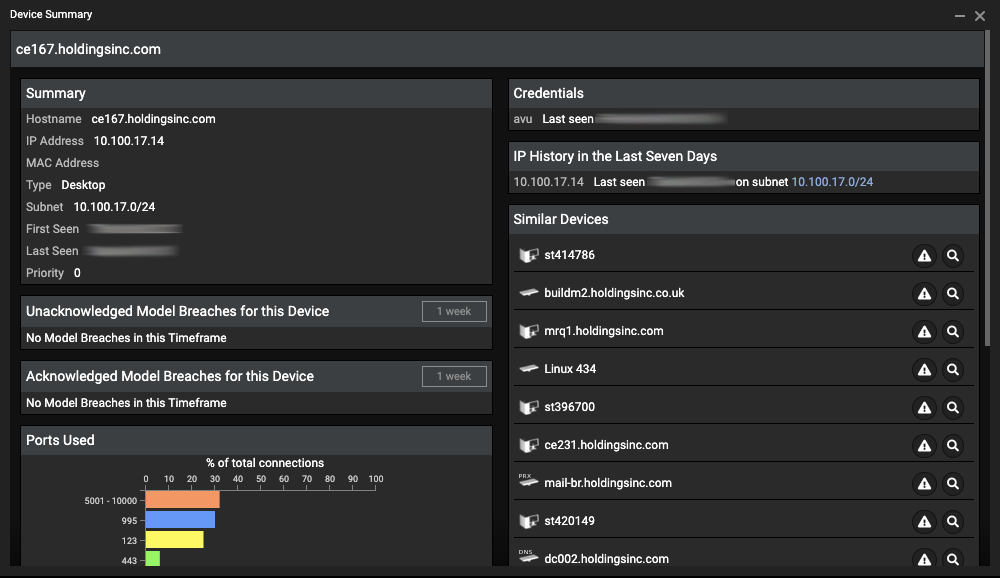 Device Summary
ce167.holdingsinc.com
Summary
Hostname ce167.holdingsinc.com
IP Address 10.100.17.14
MAC Address
Type Desktop
Subnet 10.100.17.0/24
First Seen
Last Seen
Priority 0
Unacknowledged Model Breaches for this Device 1 week
No Model Breaches in this Timeframe
Acknowledged Model Breaches for this Device 1 week
No Model Breaches in this Timeframe
Ports Used
% of total connections
0 10 20 30 40 50 60 70 80 90 100
5001 - 10000
995
123
443
Credentials
avu Last seen
IP History in the Last Seven Days
10.100.17.14 Last seen on subnet 10.100.17.0/24
Similar Devices
st414786
buildm2.holdingsinc.co.uk
mrq1.holdingsinc.com
Linux 434
st396700
ce231.holdingsinc.com
PRX mail-br.holdingsinc.com
st420149
DNS dc002.holdingsinc.com